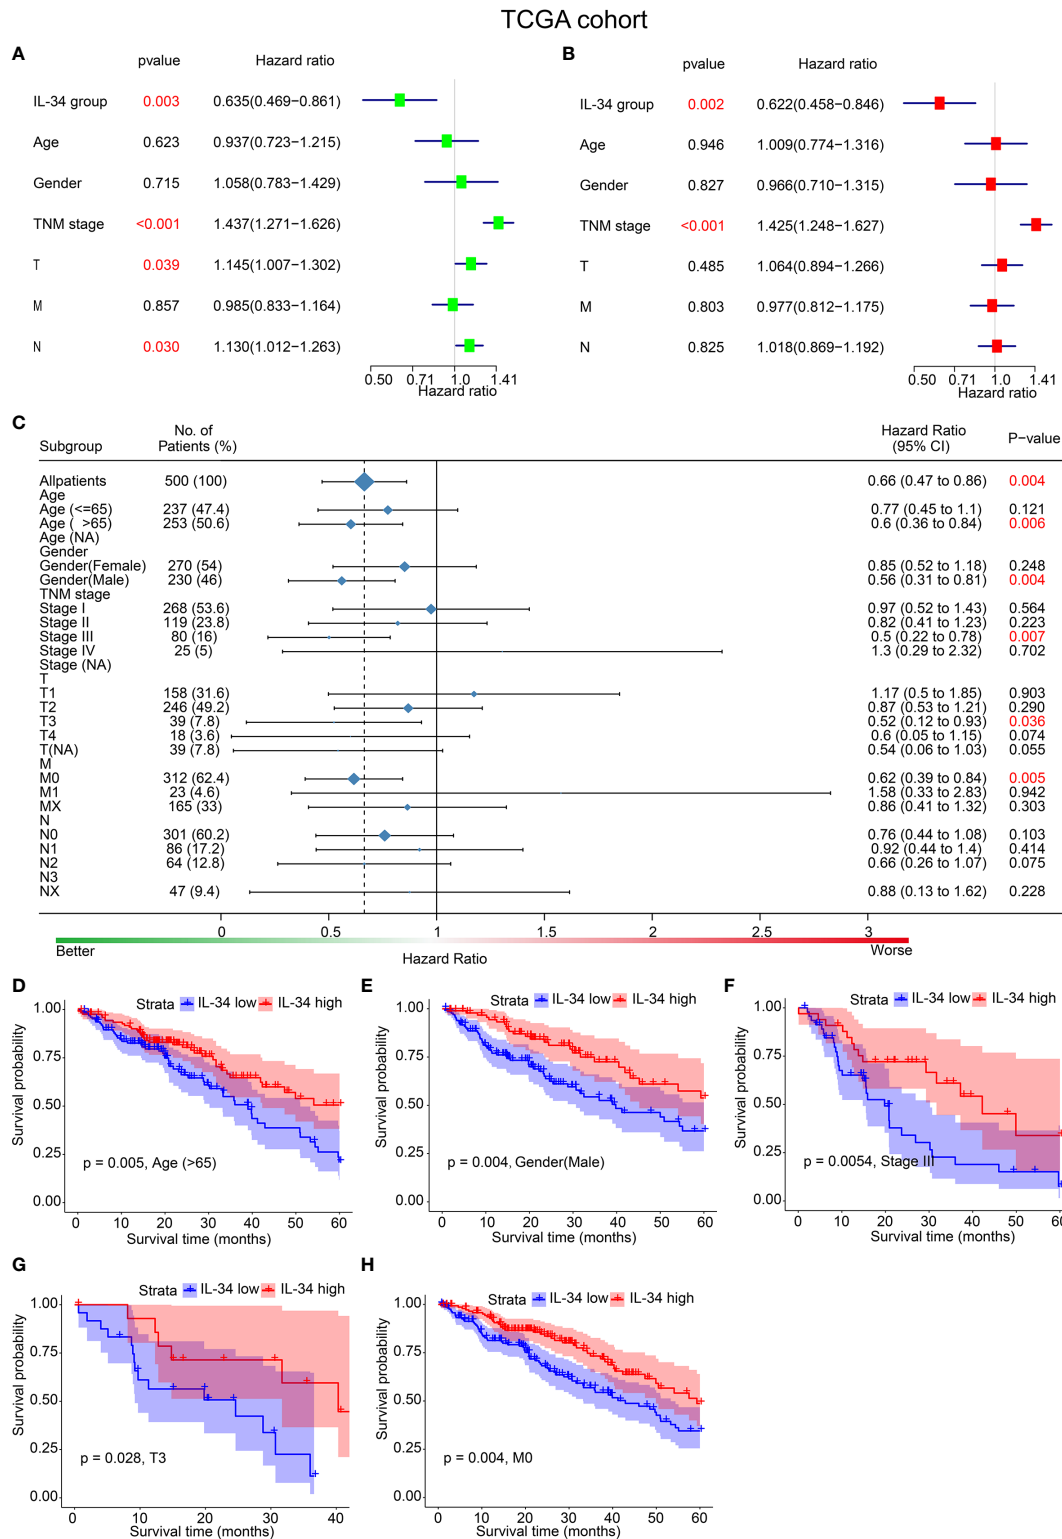 TCGA cohort
A
pvalue Hazard ratio
IL-34 group 0.003 0.635(0.469−0.861)
Age 0.623 0.937(0.723−1.215)
Gender 0.715 1.058(0.783−1.429)
TNM stage <0.001 1.437(1.271−1.626)
T 0.039 1.145(1.007−1.302)
M 0.857 0.985(0.833−1.164)
N 0.030 1.130(1.012−1.263)
0.50 0.71 1.0 1.41
Hazard ratio
B
pvalue Hazard ratio
IL-34 group 0.002 0.622(0.458−0.846)
Age 0.946 1.009(0.774−1.316)
Gender 0.827 0.966(0.710−1.315)
TNM stage <0.001 1.425(1.248−1.627)
T 0.485 1.064(0.894−1.266)
M 0.803 0.977(0.812−1.175)
N 0.825 1.018(0.869−1.192)
0.50 0.71 1.0 1.41
Hazard ratio
C
Subgroup No. of Patients (%) Hazard Ratio (95% CI) P−value
Allpatients 500 (100) 0.66 (0.47 to 0.86) 0.004
Age
Age (<=65) 237 (47.4) 0.77 (0.45 to 1.1) 0.121
Age ( >65) 253 (50.6) 0.6 (0.36 to 0.84) 0.006
Age (NA)
Gender
Gender(Female) 270 (54) 0.85 (0.52 to 1.18) 0.248
Gender(Male) 230 (46) 0.56 (0.31 to 0.81) 0.004
TNM stage
Stage I 268 (53.6) 0.97 (0.52 to 1.43) 0.564
Stage II 119 (23.8) 0.82 (0.41 to 1.23) 0.223
Stage III 80 (16) 0.5 (0.22 to 0.78) 0.007
Stage IV 25 (5) 1.3 (0.29 to 2.32) 0.702
Stage (NA)
T
T1 158 (31.6) 1.17 (0.5 to 1.85) 0.903
T2 246 (49.2) 0.87 (0.53 to 1.21) 0.290
T3 39 (7.8) 0.52 (0.12 to 0.93) 0.036
T4 18 (3.6) 0.6 (0.05 to 1.15) 0.074
T(NA) 39 (7.8) 0.54 (0.06 to 1.03) 0.055
M
M0 312 (62.4) 0.62 (0.39 to 0.84) 0.005
M1 23 (4.6) 1.58 (0.33 to 2.83) 0.942
MX 165 (33) 0.86 (0.41 to 1.32) 0.303
N
N0 301 (60.2) 0.76 (0.44 to 1.08) 0.103
N1 86 (17.2) 0.92 (0.44 to 1.4) 0.414
N2 64 (12.8) 0.66 (0.26 to 1.07) 0.075
N3
NX 47 (9.4) 0.88 (0.13 to 1.62) 0.228
0 0.5 1 1.5 2 2.5 3
Better Worse
Hazard Ratio
D
Strata IL-34 low IL-34 high
Survival probability
1.00
0.75
0.50
0.25
0.00
p = 0.005, Age (>65)
0 10 20 30 40 50 60
Survival time (months)
E
Strata IL-34 low IL-34 high
Survival probability
1.00
0.75
0.50
0.25
0.00
p = 0.004, Gender(Male)
0 10 20 30 40 50 60
Survival time (months)
F
Strata IL-34 low IL-34 high
Survival probability
1.00
0.75
0.50
0.25
0.00
p = 0.0054, Stage III
0 10 20 30 40 50 60
Survival time (months)
G
Strata IL-34 low IL-34 high
Survival probability
1.00
0.75
0.50
0.25
0.00
p = 0.028, T3
0 10 20 30 40
Survival time (months)
H
Strata IL-34 low IL-34 high
Survival probability
1.00
0.75
0.50
0.25
0.00
p = 0.004, M0
0 10 20 30 40 50 60
Survival time (months)